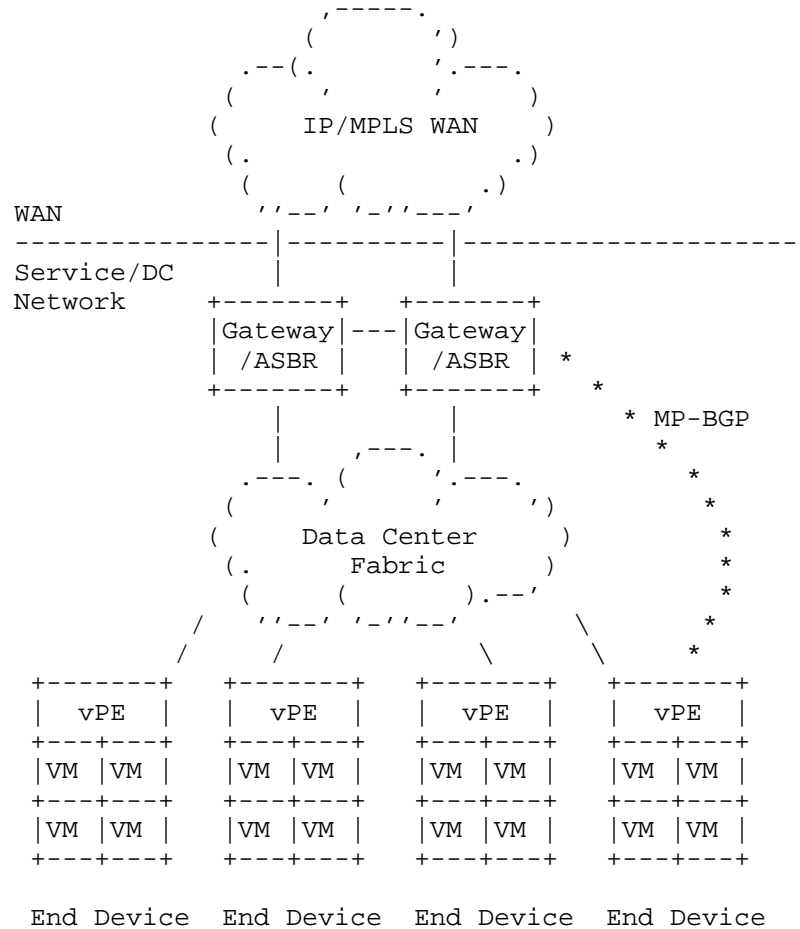 IP/MPLS WAN
WAN
Service/DC
Network
Gateway Gateway
/ASBR /ASBR
MP-BGP
Data Center
Fabric
vPE vPE vPE vPE
VM VM VM VM VM VM VM VM
VM VM VM VM VM VM VM VM
End Device End Device End Device End Device